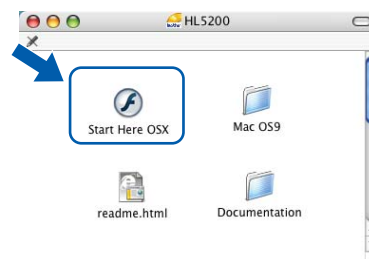 HL5200
Start Here OSX
Mac OS9
readme.html
Documentation